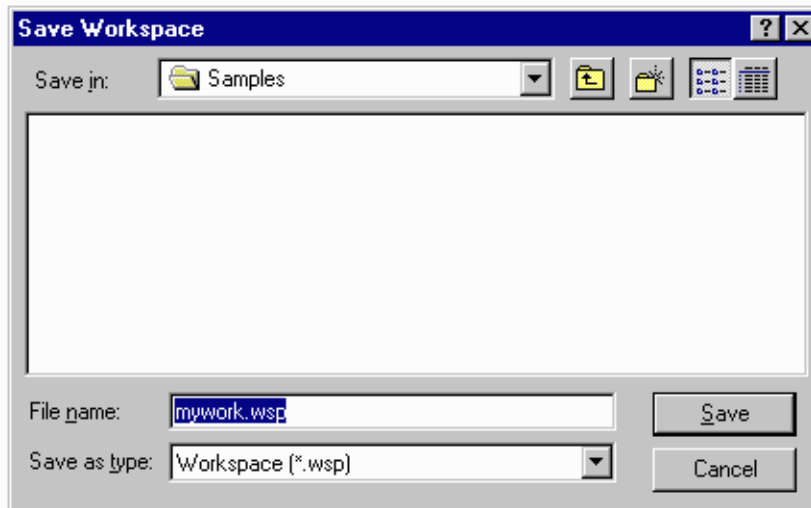 Save Workspace
Save in: Samples
File name: mywork.wsp Save
Save as type: Workspace (*.wsp) Cancel